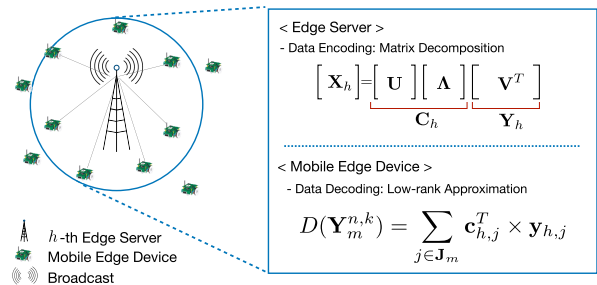 < Edge Server >
- Data Encoding: Matrix Decomposition
[ X_h ]=[ U ][ Λ ][ V^T ]
C_h Y_h
< Mobile Edge Device >
- Data Decoding: Low-rank Approximation
D(Y_m^{n,k}) = ∑_{j∈J_m} c_{h,j}^T × y_{h,j}
h-th Edge Server
Mobile Edge Device
Broadcast